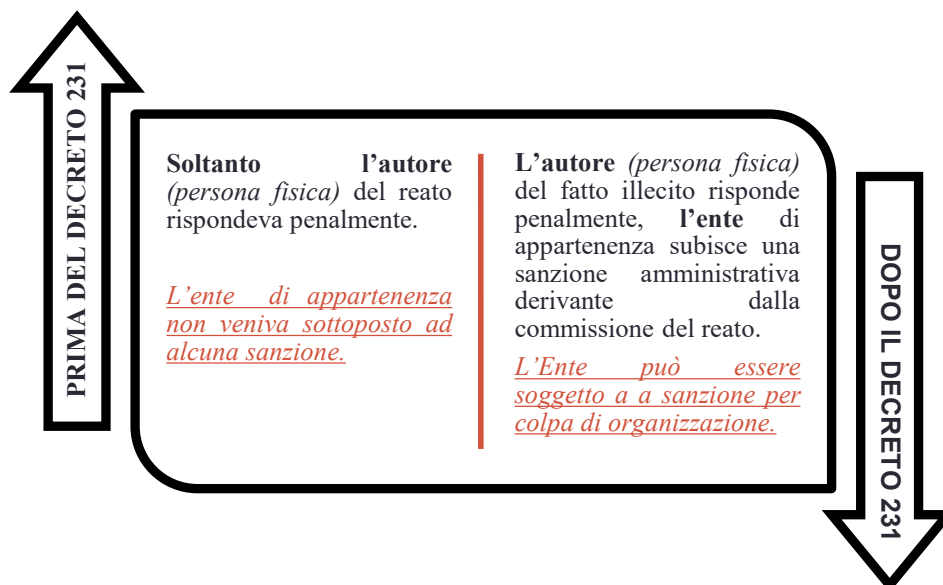 PRIMA DEL DECRETO 231
Soltanto l'autore
(persona fisica) del reato
rispondeva penalmente.
L'ente di appartenenza
non veniva sottoposto ad
alcuna sanzione.
L'autore (persona fisica)
del fatto illecito risponde
penalmente, l'ente di
appartenenza subisce una
sanzione amministrativa
derivante dalla
commissione del reato.
L'Ente può essere
soggetto a a sanzione per
colpa di organizzazione.
DOPO IL DECRETO 231